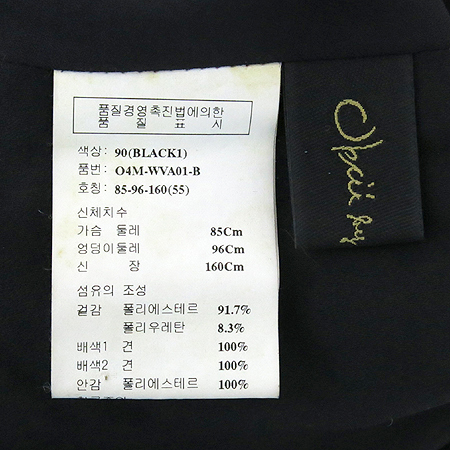 품질경영촉진법에의한
품 질 표 시
색상: 90(BLACK1)
품번: O4M-WVA01-B
호칭: 85-96-160(55)
신체치수
가슴 둘레 85Cm
엉덩이둘레 96Cm
신 장 160Cm
섬유의 조성
겉감 폴리에스테르 91.7%
폴리우레탄 8.3%
배색1 견 100%
배색2 견 100%
안감 폴리에스테르 100%
by